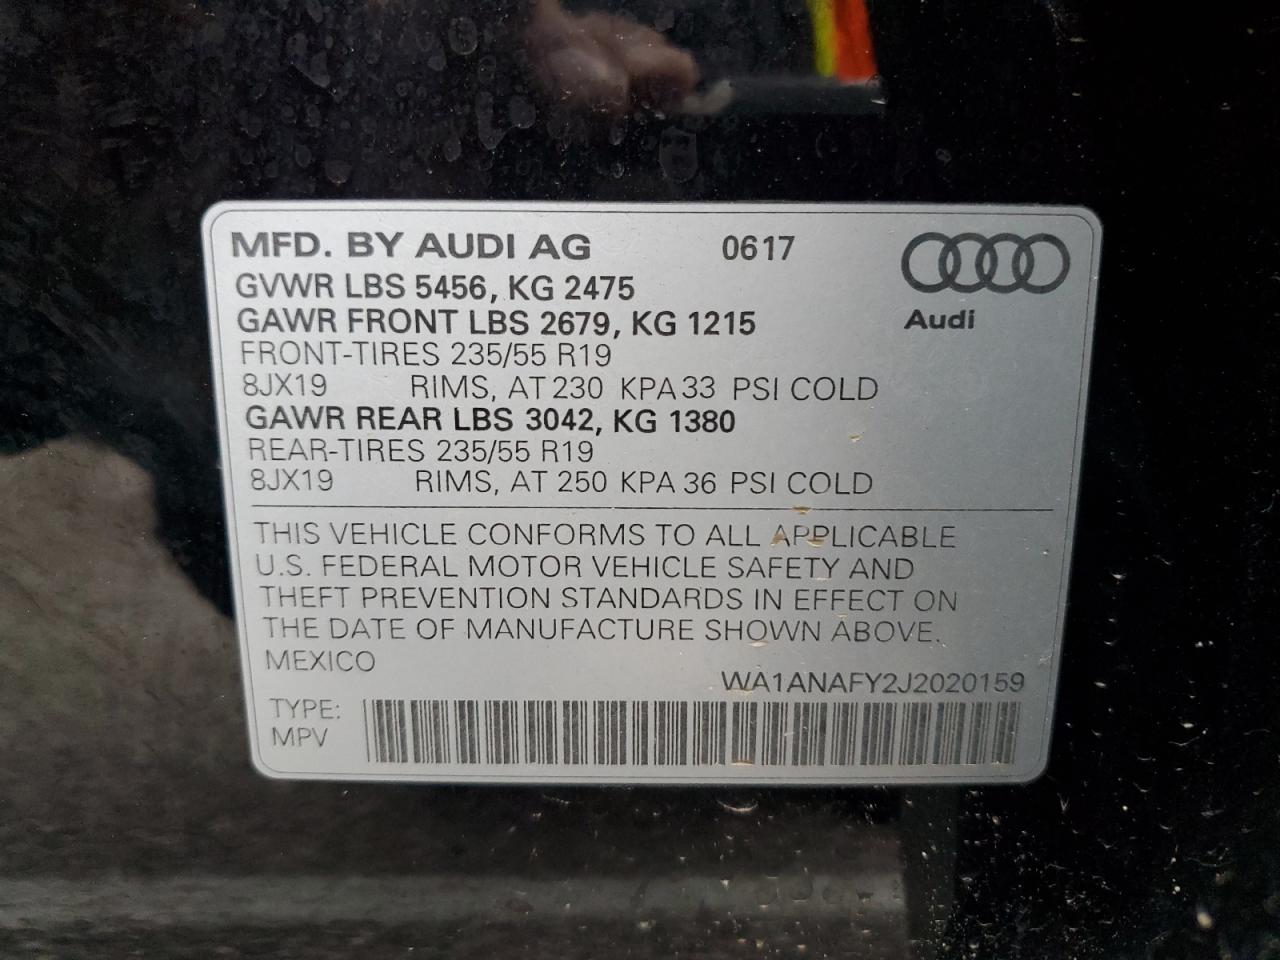 MFD. BY AUDI AG 0617
GVWR LBS 5456, KG 2475
GAWR FRONT LBS 2679, KG 1215
Audi
FRONT-TIRES 235/55 R19
8JX19 RIMS, AT 230 KPA 33 PSI COLD
GAWR REAR LBS 3042, KG 1380
REAR-TIRES 235/55 R19
8JX19 RIMS, AT 250 KPA 36 PSI COLD
THIS VEHICLE CONFORMS TO ALL APPLICABLE
U.S. FEDERAL MOTOR VEHICLE SAFETY AND
THEFT PREVENTION STANDARDS IN EFFECT ON
THE DATE OF MANUFACTURE SHOWN ABOVE.
MEXICO
WA1ANAFY2J2020159
TYPE:
MPV